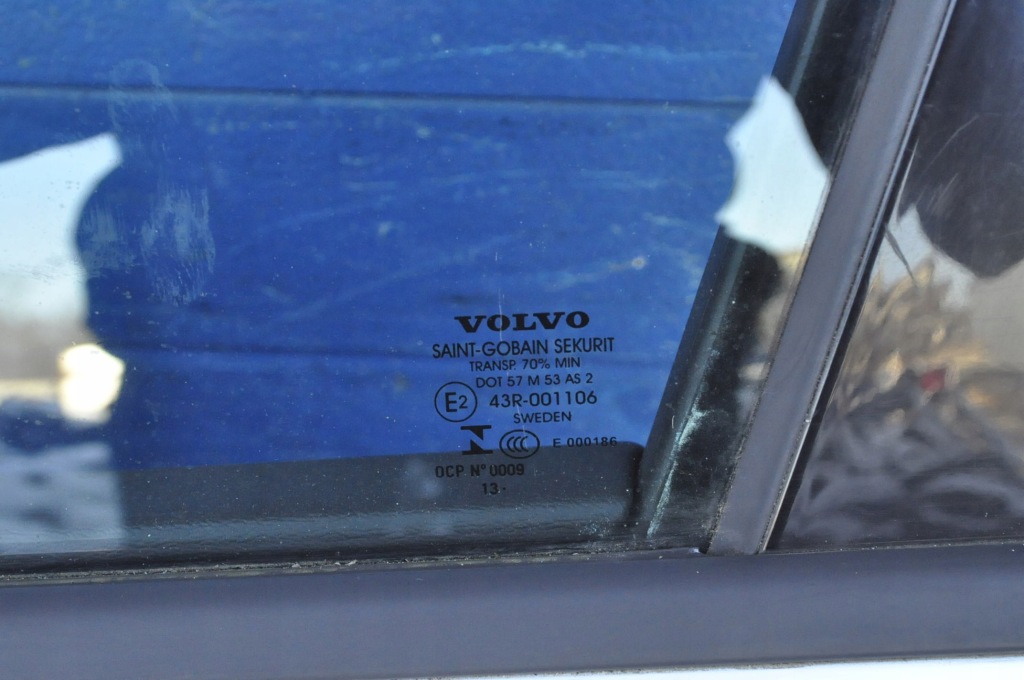 VOLVO
SAINT-GOBAIN SEKURIT
TRANSP. 70% MIN
DOT 57 M 53 AS 2
E2 43R-001106
SWEDEN
N CCC E 000186
OCP Nº 0009
13.